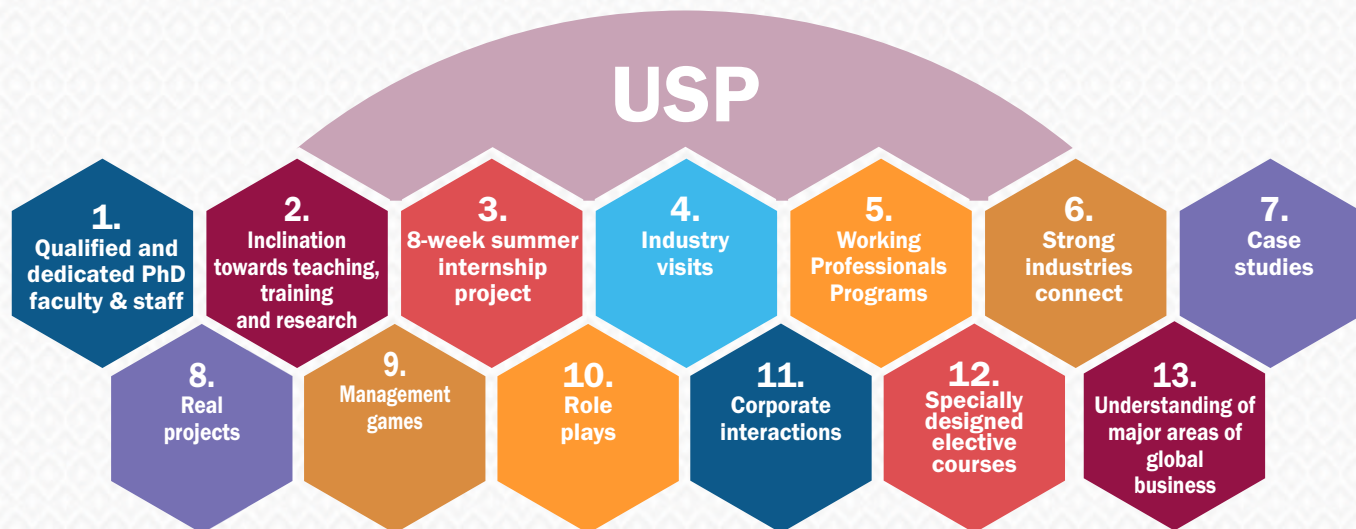 USP
1.
Qualified and
dedicated PhD
faculty & staff
2.
Inclination
towards teaching,
training
and research
3.
8-week summer
internship
project
4.
Industry
visits
5.
Working
Professionals
Programs
6.
Strong
industries
connect
7.
Case
studies
8.
Real
projects
9.
Management
games
10.
Role
plays
11.
Corporate
interactions
12.
Specially
designed
elective
courses
13.
Understanding of
major areas of
global
business